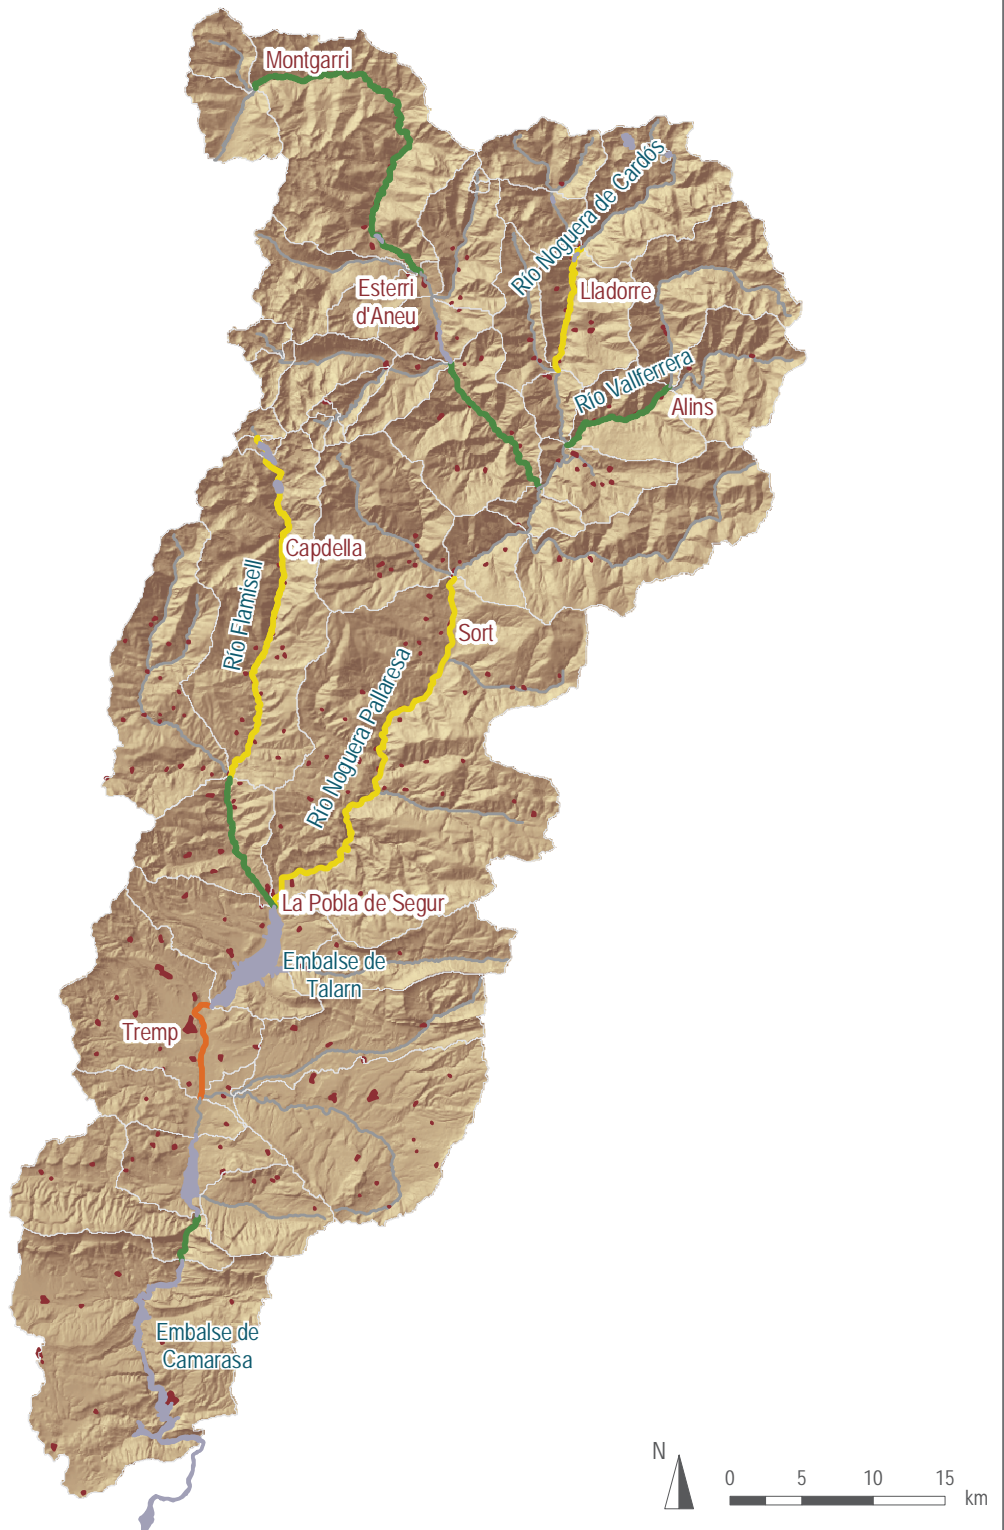 Montgarri
Río Noguera de Cardós
Esterri
d'Aneu
Lladorre
Río Vallferrera
Alins
Capdella
Río Flamisell
Sort
Río Noguera Pallaresa
La Pobla de Segur
Embalse de
Talarn
Tremp
Embalse de
Camarasa
N
0 5 10 15
km